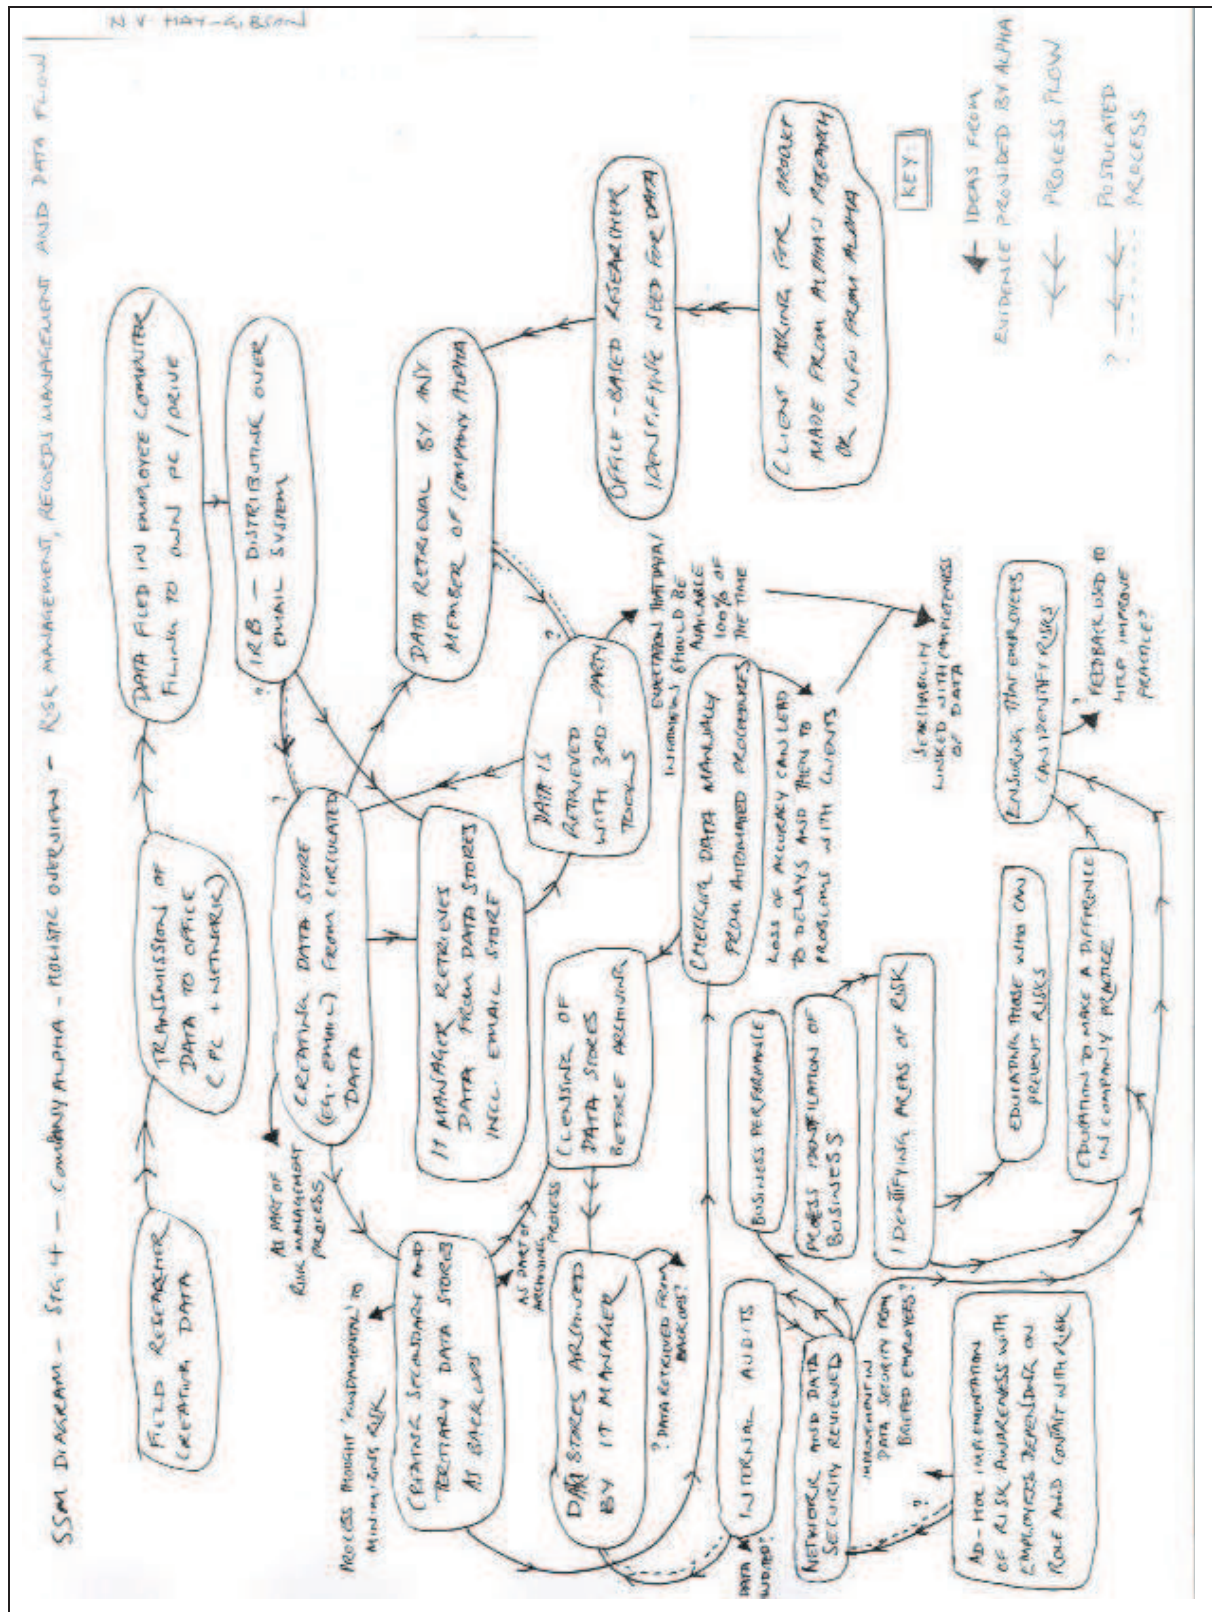 N V HAY-GIBSON
SSM DIAGRAM - STG 4 - COMPANY ALPHA - HOLISTIC OVERVIEW - RISK MANAGEMENT, RECORDS MANAGEMENT AND DATA FLOW
FIELD RESEARCHER
CREATING DATA
TRANSMISSION OF
DATA TO OFFICE
(PC + NETWORK)
DATA FILED IN EMPLOYEE COMPUTER
FILING TO OWN PC / DRIVE
IRB - DISTRIBUTING OVER
EMAIL SYSTEM
?
?
CREATING DATA STORE
(EG. EMAIL) FROM CIRCULATED
DATA
AS PART OF
RISK MANAGEMENT
PROCESS
DATA RETRIEVAL BY ANY
MEMBER OF COMPANY ALPHA
?
?
OFFICE-BASED RESEARCHER
IDENTIFYING NEED FOR DATA
CLIENT ASKING FOR PRODUCT
MADE FROM ALPHA'S RESEARCH
OR INFO FROM ALPHA
IT MANAGER RETRIEVES
DATA FROM DATA STORES
INCL. EMAIL STORE
DATA IS
RETRIEVED
WITH 3RD-PARTY
TOOLS
EXPECTATION THAT DATA/
INFORMATION SHOULD BE
AVAILABLE
100% OF
THE TIME
PROCESS THOUGHT 'FUNDAMENTAL' TO
MINIMISING RISK
CREATING SECONDARY AND
TERTIARY DATA STORES
AS BACKUPS
AS PART OF
ARCHIVING PROCESS
CLEANSING OF
DATA STORES
BEFORE ARCHIVING
CHECKING DATA MANUALLY
FROM AUTOMATED PROCEDURES
LOSS OF ACCURACY CAN LEAD
TO DELAYS AND THEN TO
PROBLEMS WITH CLIENTS
SEARCHABILITY
LINKED WITH COMPLETENESS
OF DATA
DATA STORES ARCHIVED
BY IT MANAGER
? DATA RETRIEVED FROM
BACKUPS?
INTERNAL AUDITS
DATA
AUDITED?
BUSINESS PERFORMANCE
NETWORK AND DATA
SECURITY REVIEWED
PROCESS IDENTIFICATION OF
BUSINESS
IDENTIFYING AREAS OF RISK
IMPROVEMENT IN
DATA SECURITY FROM
BRIEFED EMPLOYEES?
?
AD-HOC IMPLEMENTATION
OF RISK AWARENESS WITH
EMPLOYEES DEPENDING ON
ROLE AND CONTACT WITH RISK
EDUCATING THOSE WHO CAN
PREVENT RISKS
EDUCATION TO MAKE A DIFFERENCE
IN COMPANY PRACTICE
ENSURING THAT EMPLOYEES
CAN IDENTIFY RISKS
?
FEEDBACK USED TO
HELP IMPROVE
PRACTICE?
KEY:
IDEAS FROM
EVIDENCE PROVIDED BY ALPHA
PROCESS FLOW
?
POSTULATED
PROCESS